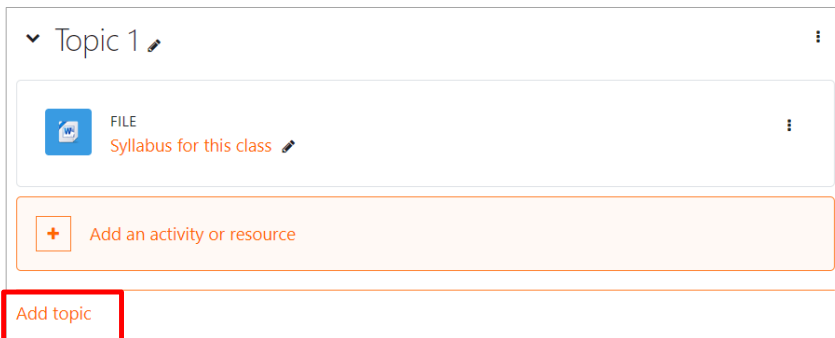 Topic 1
FILE
Syllabus for this class
+ Add an activity or resource
Add topic